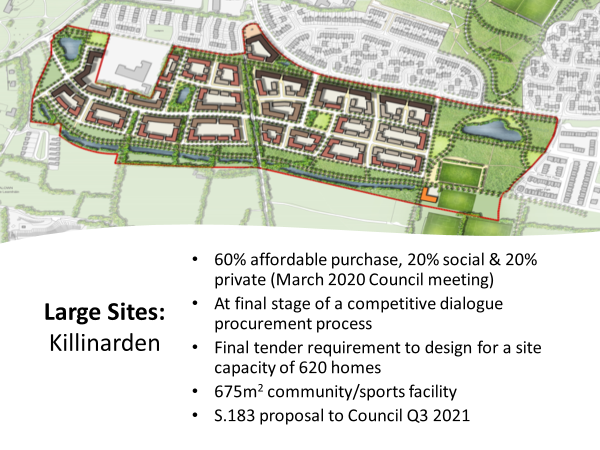 Large Sites:
Killinarden
• 60% affordable purchase, 20% social & 20%
private (March 2020 Council meeting)
• At final stage of a competitive dialogue
procurement process
• Final tender requirement to design for a site
capacity of 620 homes
• 675m² community/sports facility
• S.183 proposal to Council Q3 2021